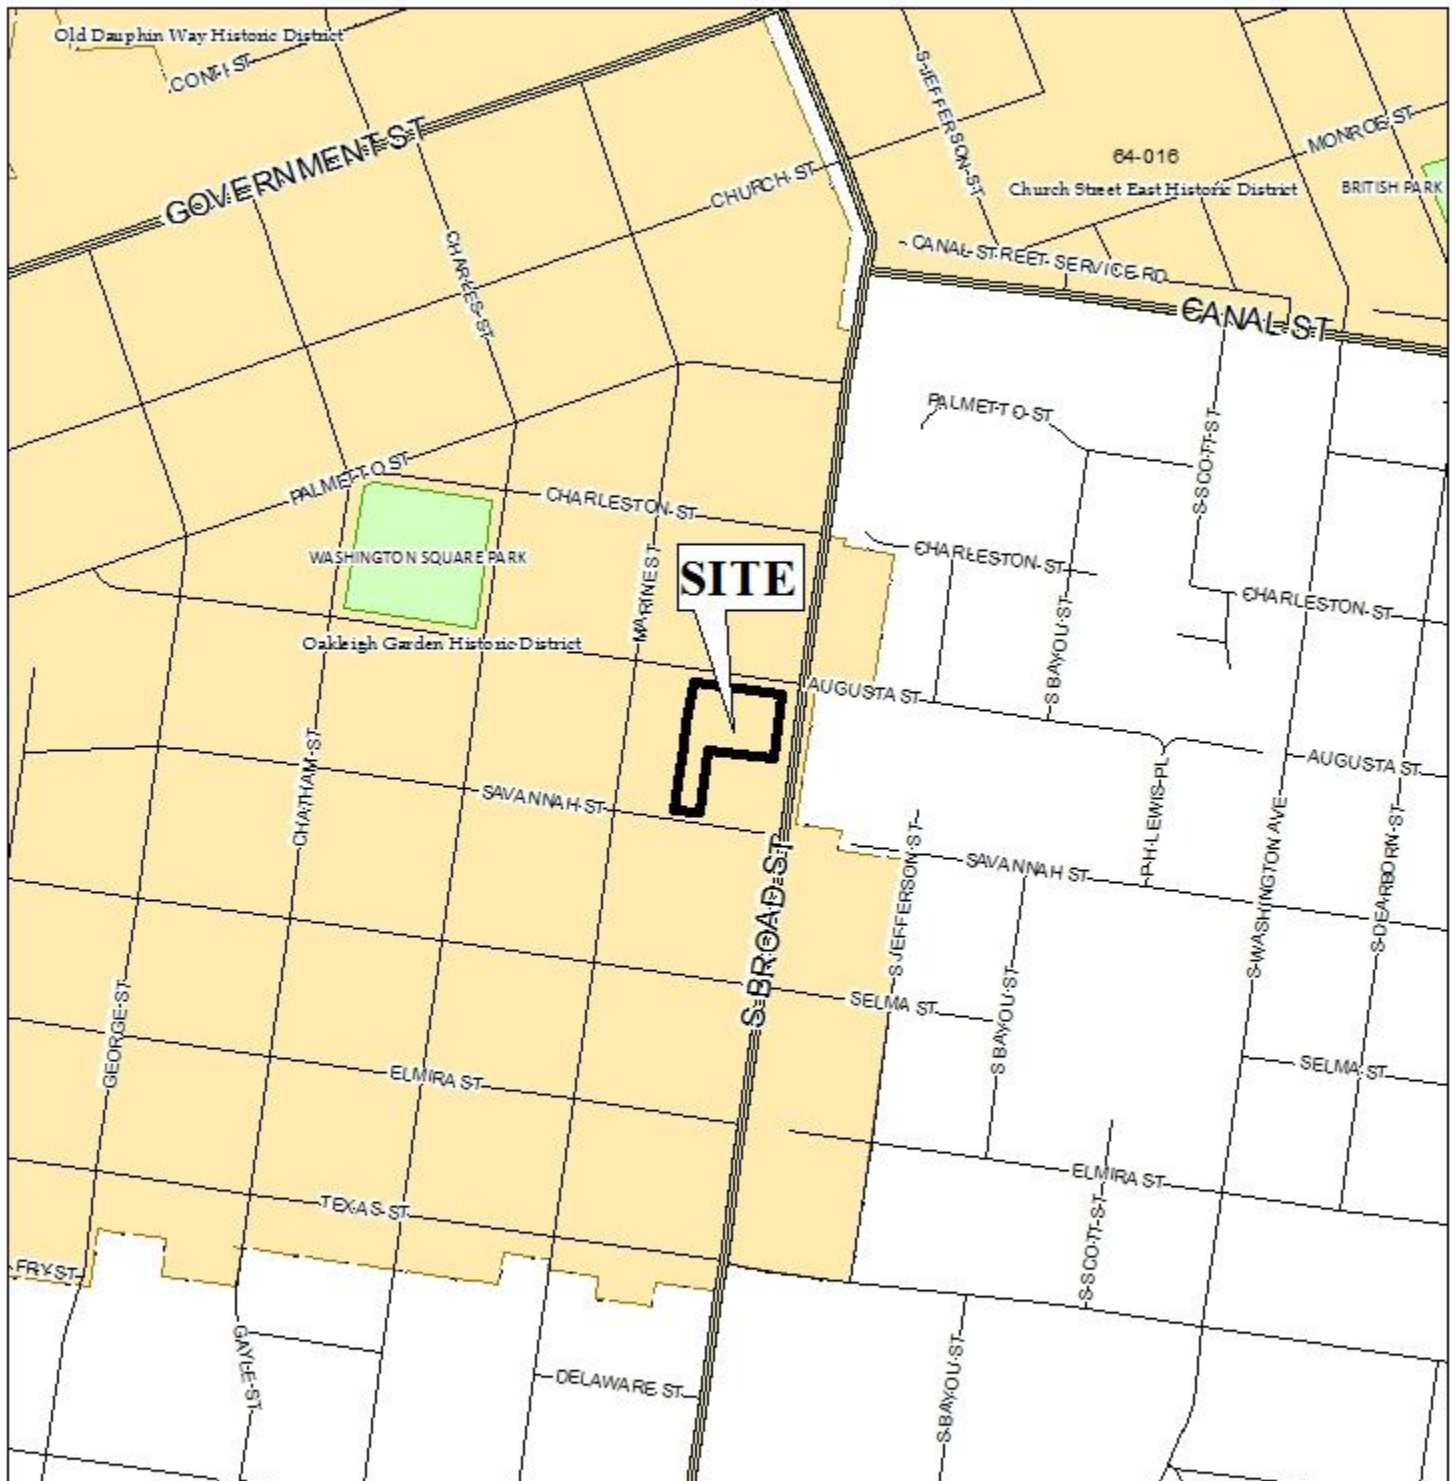 Old Dauphin Way Historic District
CONTI ST
GOVERNMENT ST
CHURCH ST
S JEFFERSON ST
MONROE ST
64-016
Church Street East Historic District
BRITISH PARK
CHARLES ST
CANAL STREET SERVICE RD
CANAL ST
PALMETTO ST
S SCOTT ST
PALMETTO ST
CHARLESTON ST
WASHINGTON SQUARE PARK
CHARLESTON ST
CHARLESTON ST
MARINE ST
SITE
S BAYOU ST
Oakleigh Garden Historic District
AUGUSTA ST
AUGUSTA ST
CHATHAM ST
SAVANNAH ST
P H LEWIS PL
S WASHINGTON AVE
S DEARBORN ST
SAVANNAH ST
S JEFFERSON ST
S BROAD ST
SELMA ST
S BAYOU ST
GEORGE ST
ELMIRA ST
SELMA ST
ELMIRA ST
TEXAS ST
S SCOTT ST
FRY ST
GAYLE ST
DELAWARE ST
S BAYOU ST